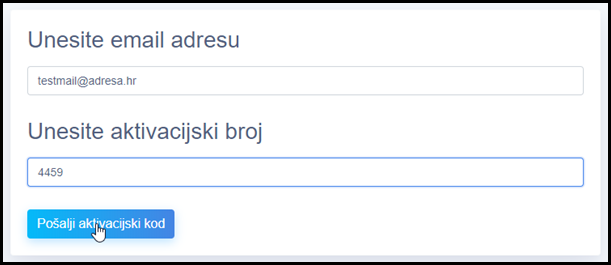 Unesite email adresu
testmail@adresa.hr
Unesite aktivacijski broj
4459
Pošalji aktivacijski kod